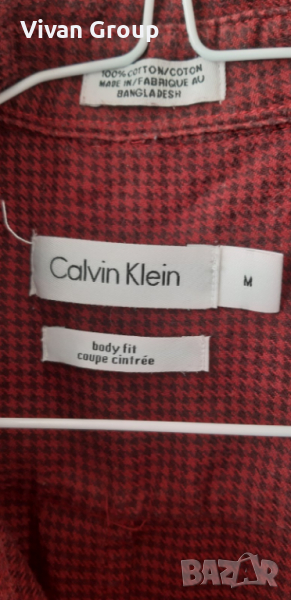 Vivan Group
100% COTTON/COTON
MADE IN/FABRIQUE AU
BANGLADESH
Calvin Klein
M
body fit
coupe cintrée
BAZAR